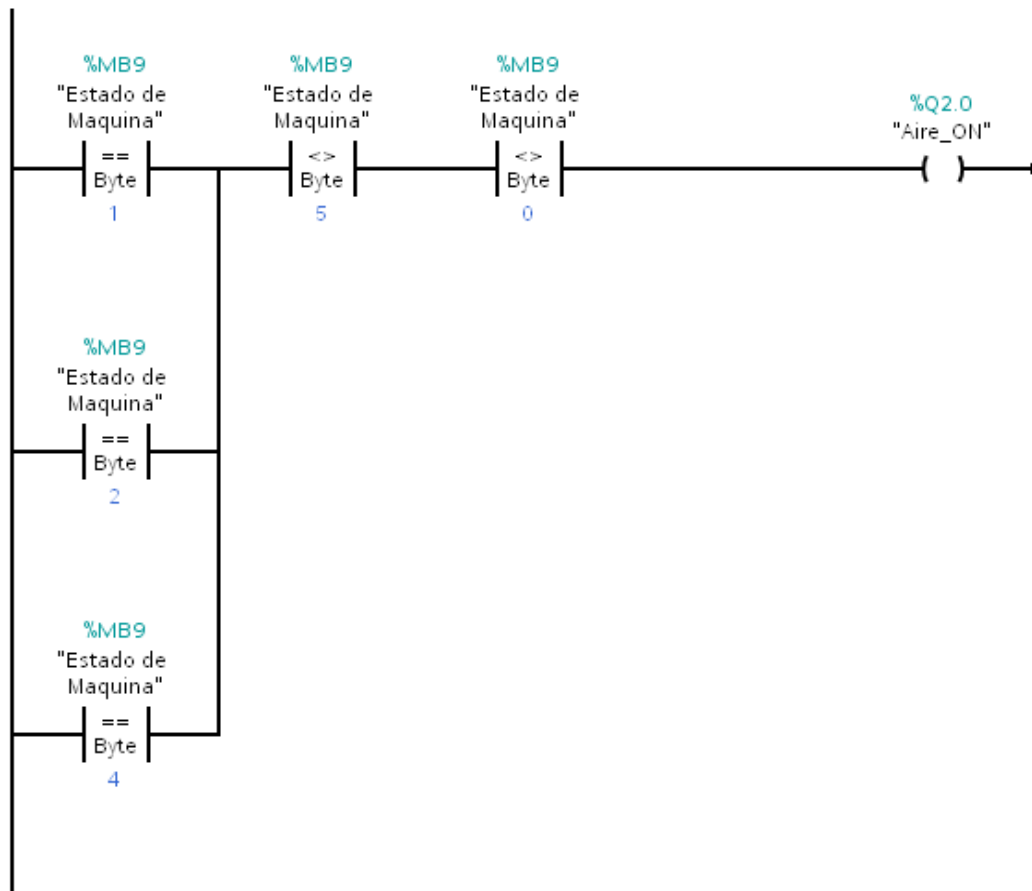 %MB9
"Estado de
Maquina"
==
Byte
1
%MB9
"Estado de
Maquina"
<>
Byte
5
%MB9
"Estado de
Maquina"
<>
Byte
0
%Q2.0
"Aire_ON"
( )
%MB9
"Estado de
Maquina"
==
Byte
2
%MB9
"Estado de
Maquina"
==
Byte
4